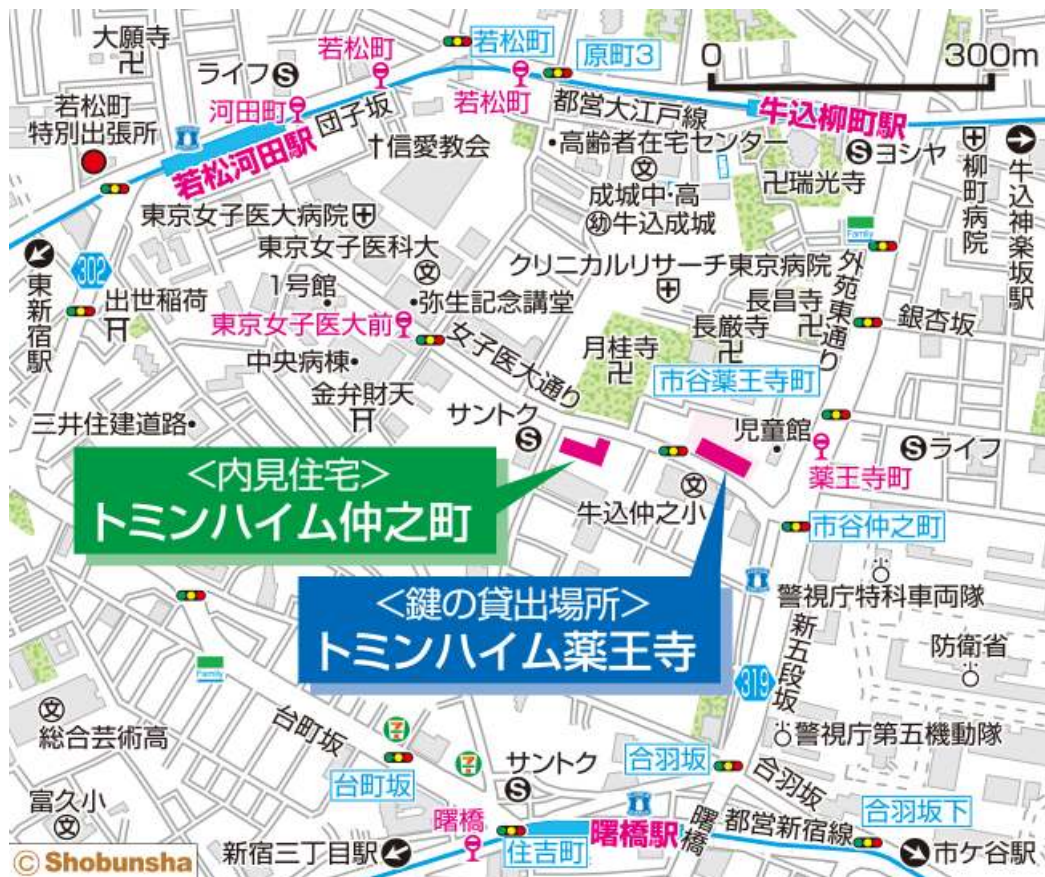 大願寺
若松町
若松町
原町3
0 300m
ライフ
河田町
若松町
若松町
特別出張所
団子坂
都営大江戸線
牛込柳町駅
若松河田駅
信愛教会
高齢者在宅センター
ヨシヤ
柳町病院
牛込神楽坂駅
成城中・高
瑞光寺
幼牛込成城
東京女子医大病院
東京女子医科大
Family
302
東新宿駅
出世稲荷
1号館
弥生記念講堂
クリニカルリサーチ東京病院
外苑東通り
長昌寺
銀杏坂
東京女子医大前
女子医大通り
月桂寺
長厳寺
中央病棟
市谷薬王寺町
金弁財天
三井住建道路
サントク
児童館
ライフ
薬王寺町
<内見住宅>
トミンハイム仲之町
牛込仲之小
市谷仲之町
<鍵の貸出場所>
トミンハイム薬王寺
警視庁特科車両隊
新五段坂
防衛省
319
Family
総合芸術高
台町坂
警視庁第五機動隊
台町坂
サントク
合羽坂
合羽坂
合羽坂下
富久小
曙橋
曙橋駅
曙橋
都営新宿線
住吉町
新宿三丁目駅
市ケ谷駅
© Shobunsha